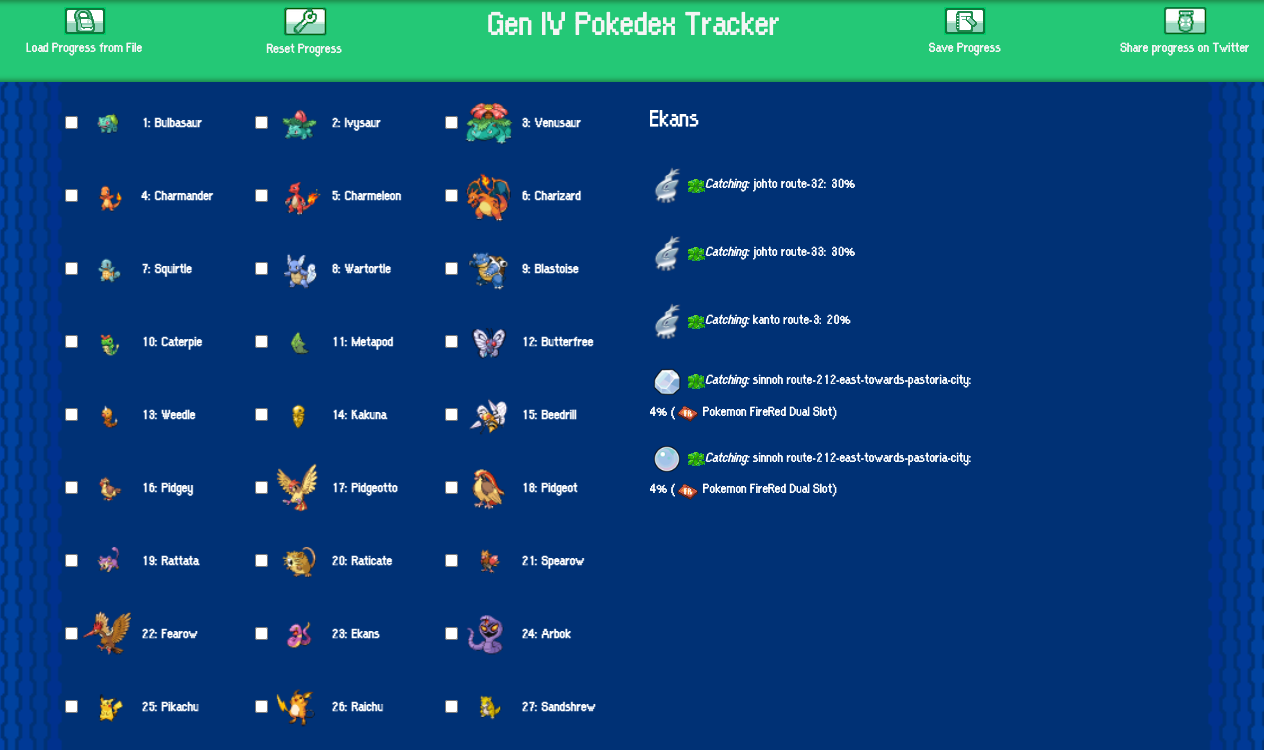 Gen IV Pokedex Tracker
Load Progress from File
Reset Progress
Save Progress
Share progress on Twitter
1: Bulbasaur
2: Ivysaur
3: Venusaur
4: Charmander
5: Charmeleon
6: Charizard
7: Squirtle
8: Wartortle
9: Blastoise
10: Caterpie
11: Metapod
12: Butterfree
13: Weedle
14: Kakuna
15: Beedrill
16: Pidgey
17: Pidgeotto
18: Pidgeot
19: Rattata
20: Raticate
21: Spearow
22: Fearow
23: Ekans
24: Arbok
25: Pikachu
26: Raichu
27: Sandshrew
Ekans
Catching: johto route-32: 30%
Catching: johto route-33: 30%
Catching: kanto route-3: 20%
Catching: sinnoh route-212-east-towards-pastoria-city:
4% ( Pokemon FireRed Dual Slot)
Catching: sinnoh route-212-east-towards-pastoria-city:
4% ( Pokemon FireRed Dual Slot)